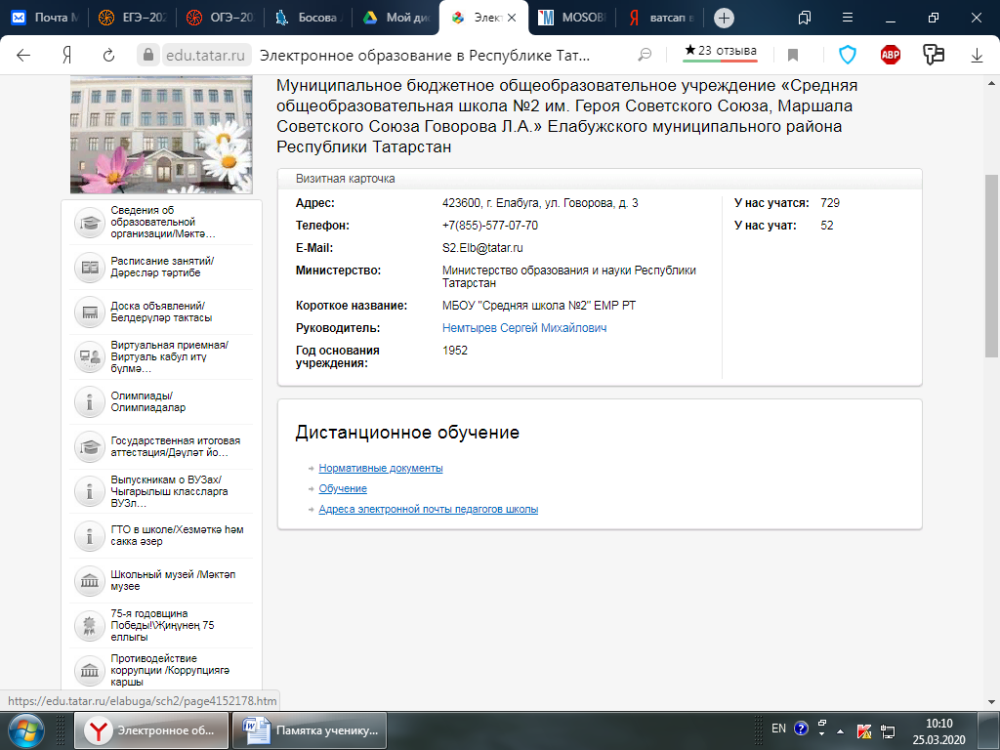 Почта М
ЕГЭ–202
ОГЭ–20
Босова
Мой дис
Элект
MOSOB
ватсап в
edu.tatar.ru
Электронное образование в Республике Тат...
★ 23 отзыва
ABP
Муниципальное бюджетное общеобразовательное учреждение «Средняя
общеобразовательная школа №2 им. Героя Советского Союза, Маршала
Советского Союза Говорова Л.А.» Елабужского муниципального района
Республики Татарстан
Визитная карточка
Адрес: 423600, г. Елабуга, ул. Говорова, д. 3
Телефон: +7(855)-577-07-70
E-Mail: S2.Elb@tatar.ru
Министерство: Министерство образования и науки Республики
Татарстан
Короткое название: МБОУ "Средняя школа №2" ЕМР РТ
Руководитель: Немтырев Сергей Михайлович
Год основания 1952
учреждения:
У нас учатся: 729
У нас учат: 52
Дистанционное обучение
Нормативные документы
Обучение
Адреса электронной почты педагогов школы
Сведения об
образовательной
организации/Мәктә...
Расписание занятий/
Дәресләр тәртибе
Доска объявлений/
Белдерүләр тактасы
Виртуальная приемная/
Виртуаль кабул итү
бүлмә...
Олимпиады/
Олимпиадалар
Государственная итоговая
аттестация/Дәүләт йо...
Выпускникам о ВУЗах/
Чыгарылыш классларга
ВУЗл...
ГТО в школе/Хезмәткә һәм
сакка әзер
Школьный музей /Мәктәп
музее
75-я годовщина
Победы!\Җиңүнең 75
еллыгы
Противодействие
коррупции /Коррупциягә
каршы
https://edu.tatar.ru/elabuga/sch2/page4152178.htm
Электронное об...
Памятка ученику...
EN
10:10
25.03.2020